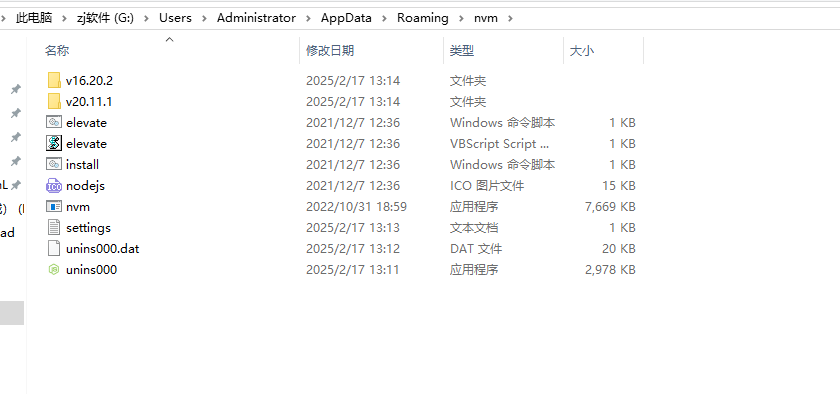 此电脑 › zj软件 (G:) › Users › Administrator › AppData › Roaming › nvm ›
名称 修改日期 类型 大小
v16.20.2 2025/2/17 13:14 文件夹
v20.11.1 2025/2/17 13:14 文件夹
elevate 2021/12/7 12:36 Windows 命令脚本 1 KB
elevate 2021/12/7 12:36 VBScript Script ... 1 KB
install 2021/12/7 12:36 Windows 命令脚本 1 KB
nodejs 2021/12/7 12:36 ICO 图片文件 15 KB
nvm 2022/10/31 18:59 应用程序 7,669 KB
settings 2025/2/17 13:13 文本文档 1 KB
unins000.dat 2025/2/17 13:12 DAT 文件 20 KB
unins000 2025/2/17 13:11 应用程序 2,978 KB
ad